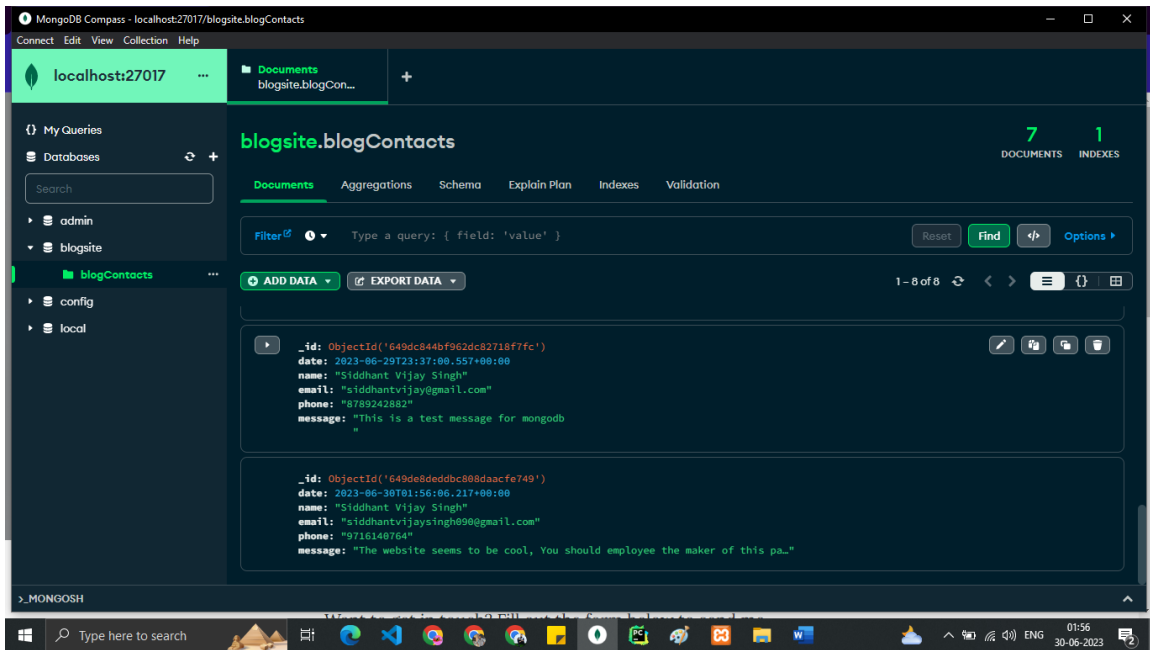 MongoDB Compass - localhost:27017/blogsite.blogContacts
Connect Edit View Collection Help
localhost:27017 ...
Documents
blogsite.blogCon...
+
{} My Queries
Databases
Search
admin
blogsite
blogContacts ...
config
local
blogsite.blogContacts
7
DOCUMENTS
1
INDEXES
Documents Aggregations Schema Explain Plan Indexes Validation
Filter Type a query: { field: 'value' } Reset Find </> Options
ADD DATA EXPORT DATA 1 – 8 of 8 {}
_id: ObjectId('649dc844bf962dc82718f7fc')
date: 2023-06-29T23:37:00.557+00:00
name: "Siddhant Vijay Singh"
email: "siddhantvijay@gmail.com"
phone: "8789242882"
message: "This is a test message for mongodb
"
_id: ObjectId('649de8deddbc808daacfe749')
date: 2023-06-30T01:56:06.217+00:00
name: "Siddhant Vijay Singh"
email: "siddhantvijaysingh090@gmail.com"
phone: "9716140764"
message: "The website seems to be cool, You should employee the maker of this pa…"
>_MONGOSH
Type here to search
ENG
01:56
30-06-2023
2